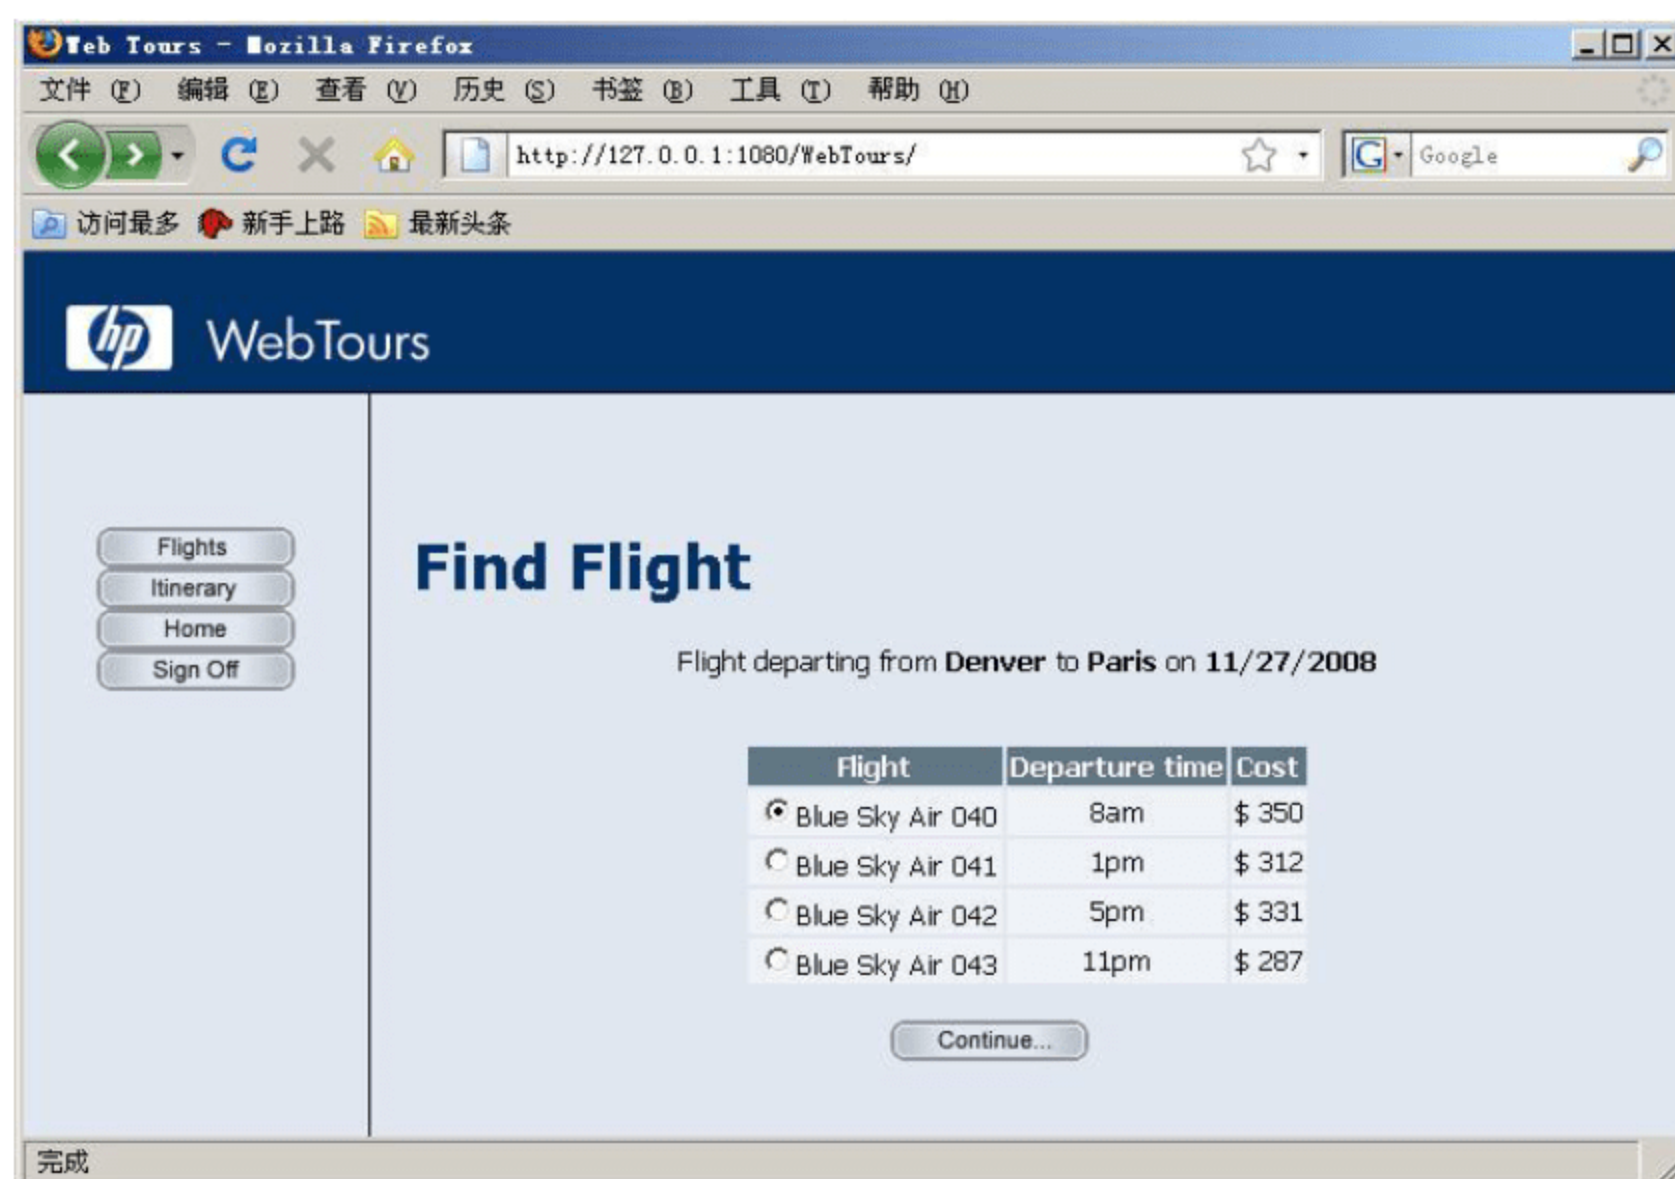 Web Tours - Mozilla Firefox
文件 (F) 编辑 (E) 查看 (V) 历史 (S) 书签 (B) 工具 (T) 帮助 (H)
http://127.0.0.1:1080/WebTours/ G Google
访问最多 新手上路 最新头条
hp WebTours
Flights
Itinerary
Home
Sign Off
Find Flight
Flight departing from Denver to Paris on 11/27/2008
Flight Departure time Cost
Blue Sky Air 040 8am $ 350
Blue Sky Air 041 1pm $ 312
Blue Sky Air 042 5pm $ 331
Blue Sky Air 043 11pm $ 287
Continue...
完成